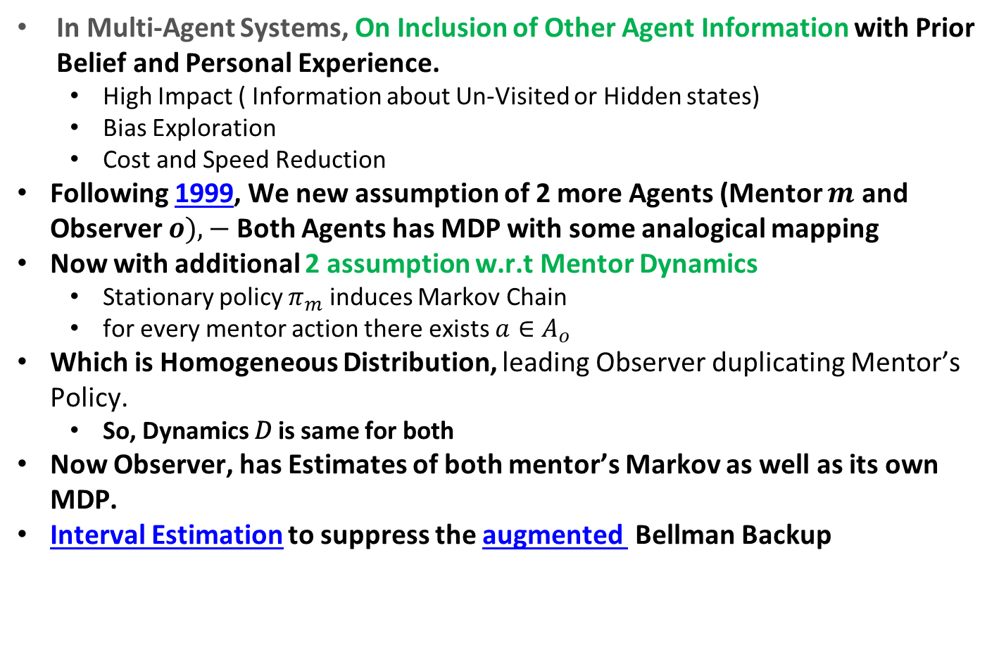 • In Multi-Agent Systems, On Inclusion of Other Agent Information with Prior
Belief and Personal Experience.
• High Impact ( Information about Un-Visited or Hidden states)
• Bias Exploration
• Cost and Speed Reduction
• Following 1999, We new assumption of 2 more Agents (Mentor 𝒎 and
Observer 𝒐), − Both Agents has MDP with some analogical mapping
• Now with additional 2 assumption w.r.t Mentor Dynamics
• Stationary policy 𝜋ₘ induces Markov Chain
• for every mentor action there exists 𝑎 ∈ 𝐴ₒ
• Which is Homogeneous Distribution, leading Observer duplicating Mentor’s
Policy.
• So, Dynamics 𝐷 is same for both
• Now Observer, has Estimates of both mentor’s Markov as well as its own
MDP.
• Interval Estimation to suppress the augmented Bellman Backup